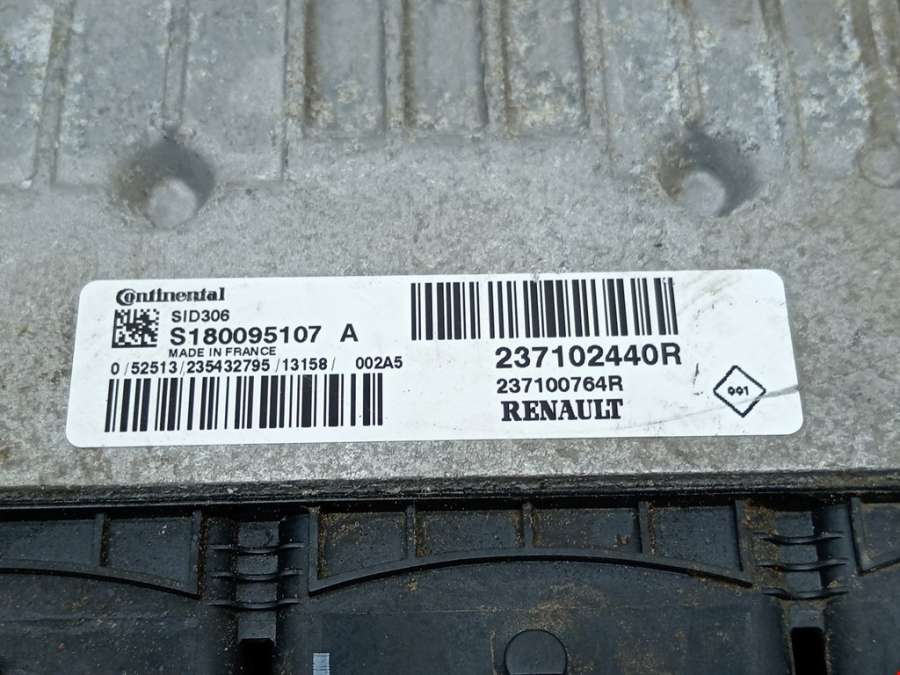 Continental
SID306
S180095107 A
MADE IN FRANCE
0/52513/235432795/13158/ 002A5
237102440R
237100764R
RENAULT
001